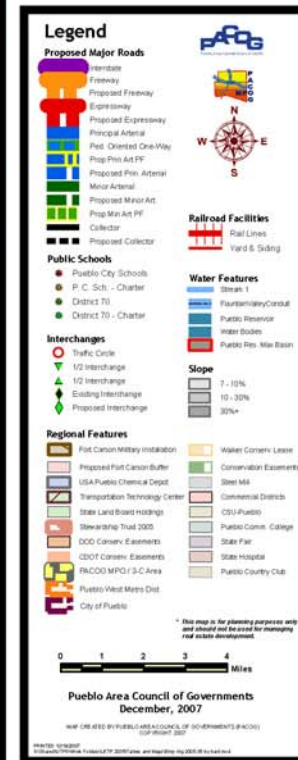 Legend
PACOG
Proposed Major Roads
Interstate
Freeway
Proposed Freeway
Expressway
Proposed Expressway
Principal Arterial
Ped. Oriented One-Way
Prop Prin Art PF
Proposed Prin. Arterial
Minor Arterial
Proposed Minor Art
Prop Min Art PF
Collector
Proposed Collector
N
W
E
S
Railroad Facilities
Rail Lines
Yard & Siding
Public Schools
Pueblo City Schools
P. C. Sch. - Charter
District 70
District 70 - Charter
Water Features
Stream 1
FountainValleyConduit
Pueblo Reservoir
Water Bodies
Pueblo Res. Max Basin
Interchanges
Traffic Circle
1/2 Interchange
1/2 Interchange
Existing Interchange
Proposed Interchange
Slope
7 - 10%
10 - 30%
30%+
Regional Features
Fort Carson Military Installation
Proposed Fort Carson Buffer
USA Pueblo Chemical Depot
Transportation Technology Center
State Land Board Holdings
Stewardship Trust 2005
DOD Conserv. Easements
CDOT Conserv. Easements
PACOG MPO / 3-C Area
Pueblo West Metro Dist.
City of Pueblo
Walker Conserv. Lease
Conservation Easements
Steel Mill
Commercial Districts
CSU-Pueblo
Pueblo Comm. College
State Fair
State Hospital
Pueblo Country Club
* This map is for planning purposes only
and should not be used for managing
real estate development.
0 1 2 3 4
Miles
Pueblo Area Council of Governments
December, 2007
MAP CREATED BY PUEBLO AREA COUNCIL OF GOVERNMENTS (PACOG)
COPYRIGHT 2007